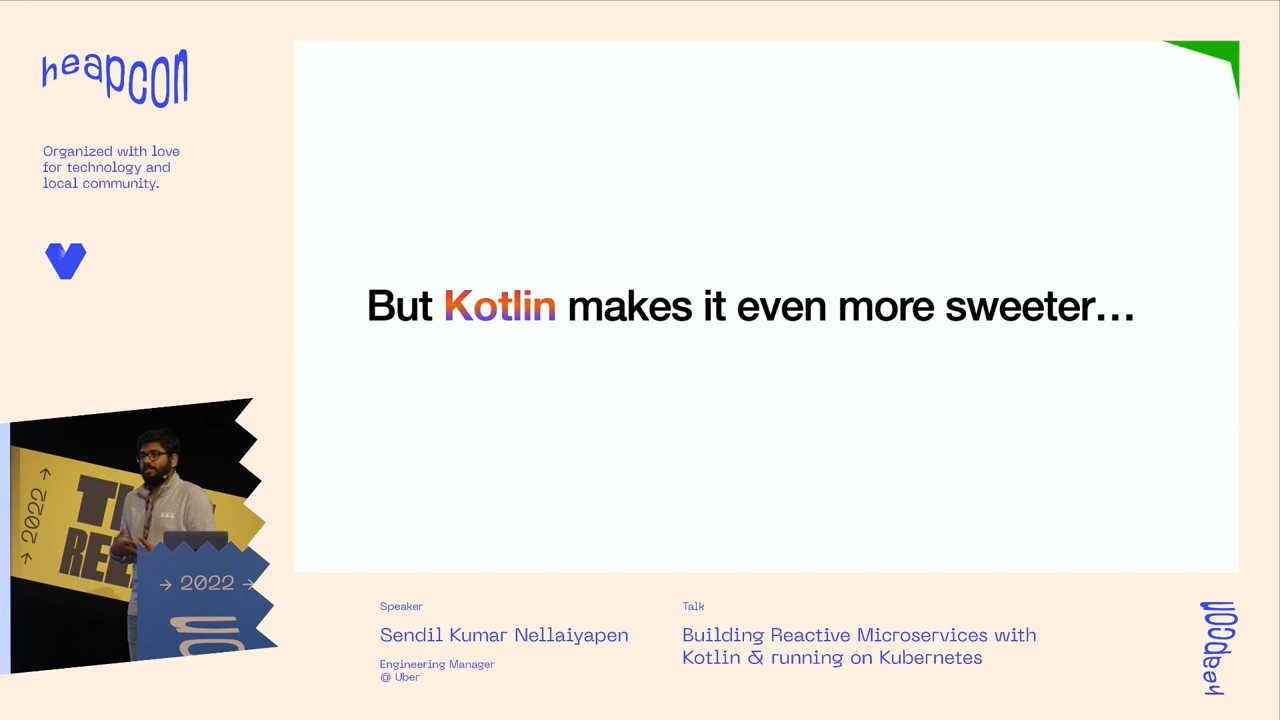 heapcon
Organized with love
for technology and
local community.
But Kotlin makes it even more sweeter...
→ 2022 →
→ 2022 →
Speaker
Sendil Kumar Nellaiyapen
Engineering Manager
@ Uber
Talk
Building Reactive Microservices with
Kotlin & running on Kubernetes
heapcon